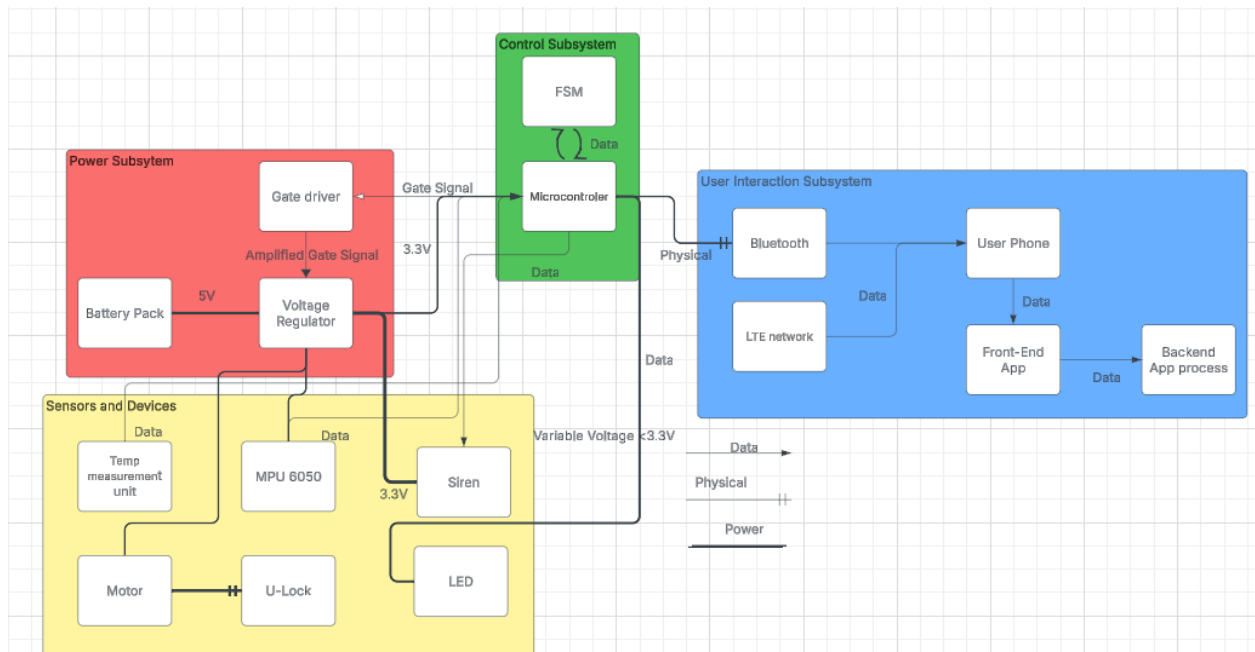 Control Subsystem
FSM
Data
Microcontroler
Power Subsytem
Gate driver
Gate Signal
Amplified Gate Signal
3.3V
Battery Pack
5V
Voltage
Regulator
Data
Physical
User Interaction Subsystem
Bluetooth
User Phone
Data
Data
LTE network
Front-End
App
Data
Backend
App process
Data
Sensors and Devices
Data
Data
Temp
measurement
unit
MPU 6050
3.3V
Siren
Variable Voltage <3.3V
Motor
U-Lock
LED
Data
Physical
Power